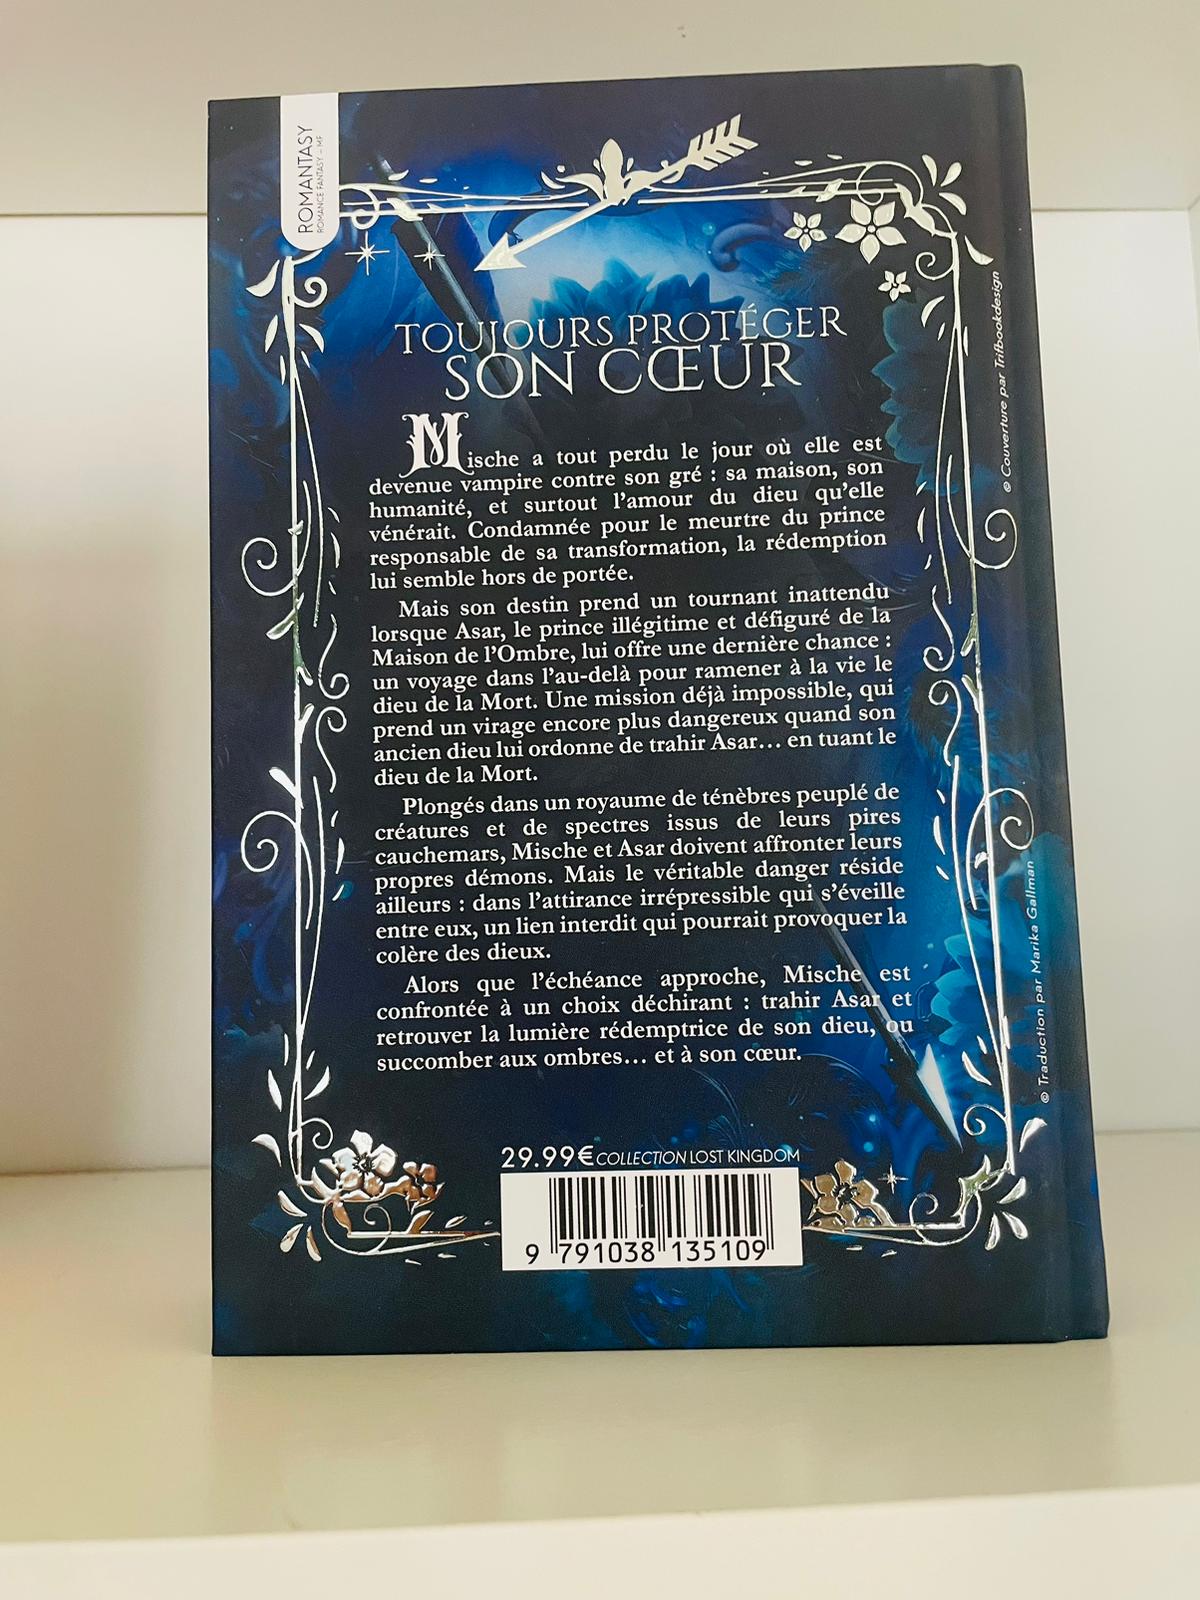 ROMANTASY
ROMANCE FANTASY - MF
TOUJOURS PROTÉGER
SON CŒUR
Mische a tout perdu le jour où elle est
devenue vampire contre son gré : sa maison, son
humanité, et surtout l'amour du dieu qu'elle
vénérait. Condamnée pour le meurtre du prince
responsable de sa transformation, la rédemption
lui semble hors de portée.
Mais son destin prend un tournant inattendu
lorsque Asar, le prince illégitime et défiguré de la
Maison de l'Ombre, lui offre une dernière chance :
un voyage dans l'au-delà pour ramener à la vie le
dieu de la Mort. Une mission déjà impossible, qui
prend un virage encore plus dangereux quand son
ancien dieu lui ordonne de trahir Asar... en tuant le
dieu de la Mort.
Plongés dans un royaume de ténèbres peuplé de
créatures et de spectres issus de leurs pires
cauchemars, Mische et Asar doivent affronter leurs
propres démons. Mais le véritable danger réside
ailleurs : dans l'attirance irrépressible qui s'éveille
entre eux, un lien interdit qui pourrait provoquer la
colère des dieux.
Alors que l'échéance approche, Mische est
confrontée à un choix déchirant : trahir Asar et
retrouver la lumière rédemptrice de son dieu, ou
succomber aux ombres... et à son cœur.
29.99€ COLLECTION LOST KINGDOM
9 791038 135109
© Couverture par Trifbookdesign
© Traduction par Marika Gallman